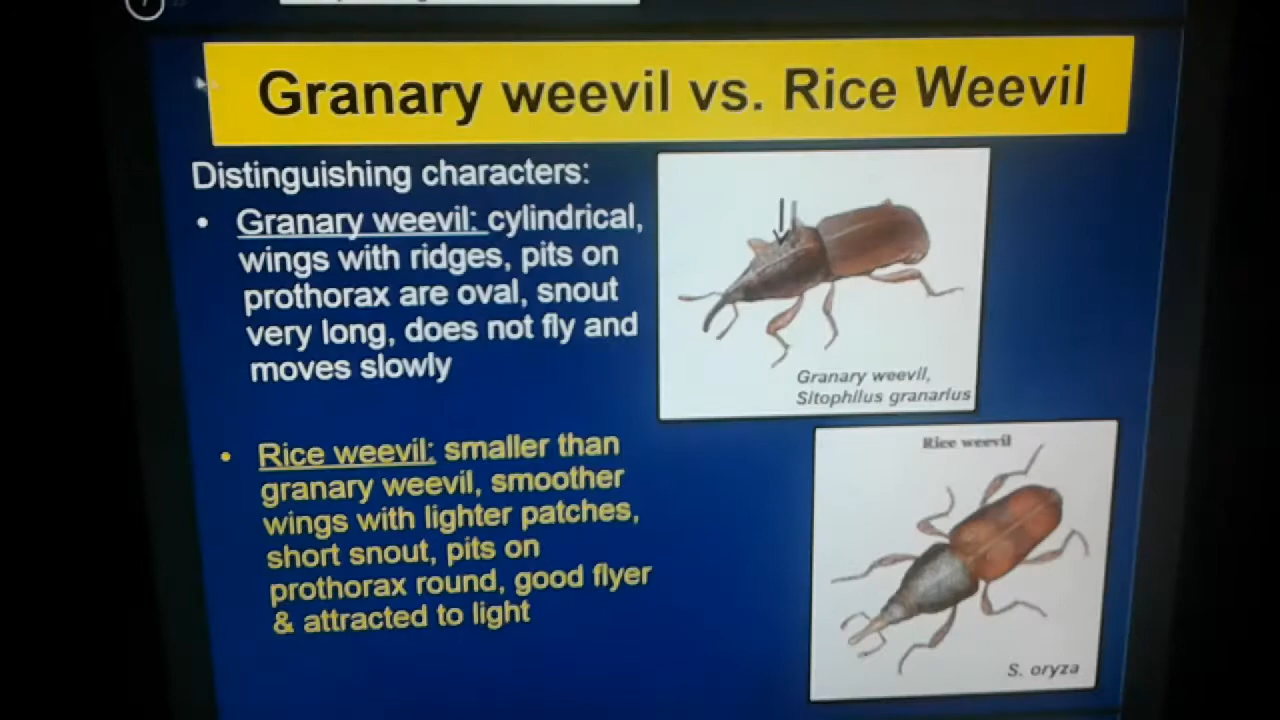 Granary weevil vs. Rice Weevil
Distinguishing characters:
• Granary weevil: cylindrical,
wings with ridges, pits on
prothorax are oval, snout
very long, does not fly and
moves slowly
Granary weevil,
Sitophilus granarius
• Rice weevil: smaller than
granary weevil, smoother
wings with lighter patches,
short snout, pits on
prothorax round, good flyer
& attracted to light
Rice weevil
S. oryza